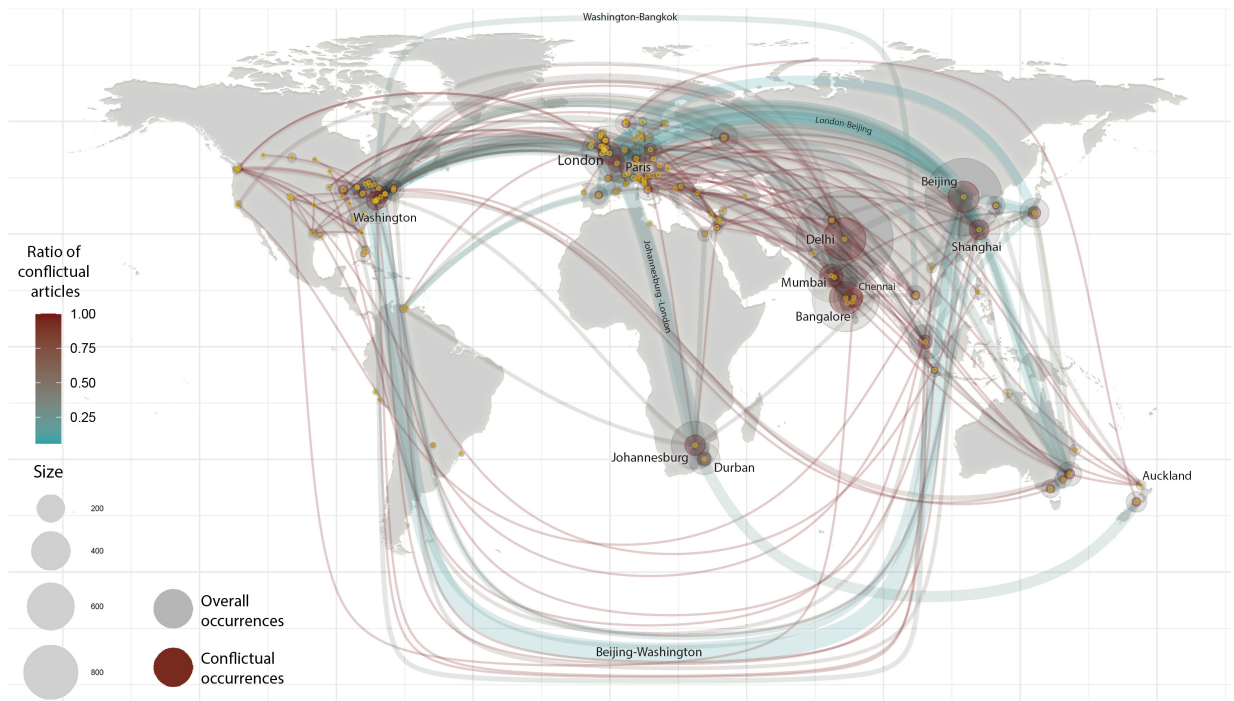 Washington-Bangkok
London-Beijing
London
Paris
Beijing
Washington
Delhi
Shanghai
Johannesburg -London
Mumbai
Chennai
Bangalore
Ratio of
conflictual
articles
1.00
0.75
0.50
0.25
Johannesburg
Durban
Auckland
Size
200
400
600
800
Overall
occurrences
Conflictual
occurrences
Beijing-Washington